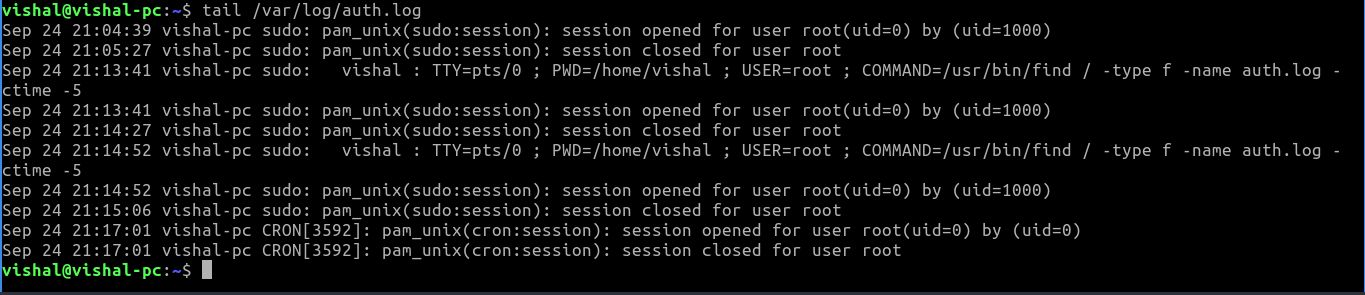 vishal@vishal-pc:~$ tail /var/log/auth.log
Sep 24 21:04:39 vishal-pc sudo: pam_unix(sudo:session): session opened for user root(uid=0) by (uid=1000)
Sep 24 21:05:27 vishal-pc sudo: pam_unix(sudo:session): session closed for user root
Sep 24 21:13:41 vishal-pc sudo:   vishal : TTY=pts/0 ; PWD=/home/vishal ; USER=root ; COMMAND=/usr/bin/find / -type f -name auth.log -
ctime -5
Sep 24 21:13:41 vishal-pc sudo: pam_unix(sudo:session): session opened for user root(uid=0) by (uid=1000)
Sep 24 21:14:27 vishal-pc sudo: pam_unix(sudo:session): session closed for user root
Sep 24 21:14:52 vishal-pc sudo:   vishal : TTY=pts/0 ; PWD=/home/vishal ; USER=root ; COMMAND=/usr/bin/find / -type f -name auth.log -
ctime -5
Sep 24 21:14:52 vishal-pc sudo: pam_unix(sudo:session): session opened for user root(uid=0) by (uid=1000)
Sep 24 21:15:06 vishal-pc sudo: pam_unix(sudo:session): session closed for user root
Sep 24 21:17:01 vishal-pc CRON[3592]: pam_unix(cron:session): session opened for user root(uid=0) by (uid=0)
Sep 24 21:17:01 vishal-pc CRON[3592]: pam_unix(cron:session): session closed for user root
vishal@vishal-pc:~$